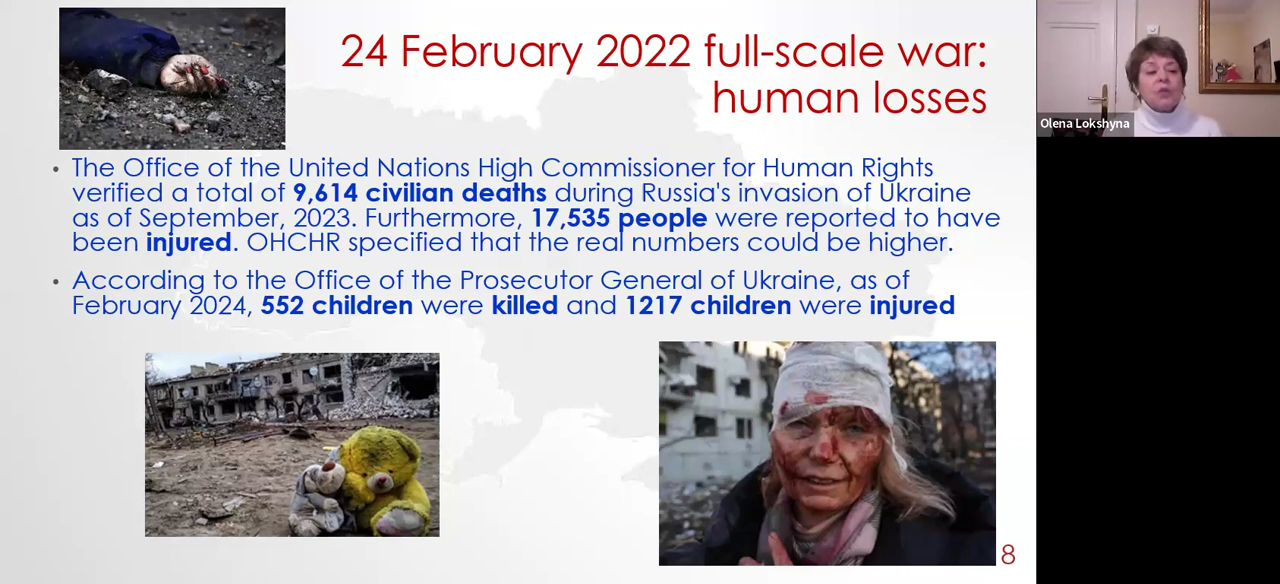 24 February 2022 full-scale war:
human losses
• The Office of the United Nations High Commissioner for Human Rights
verified a total of 9,614 civilian deaths during Russia's invasion of Ukraine
as of September, 2023. Furthermore, 17,535 people were reported to have
been injured. OHCHR specified that the real numbers could be higher.
• According to the Office of the Prosecutor General of Ukraine, as of
February 2024, 552 children were killed and 1217 children were injured
8
Olena Lokshyna